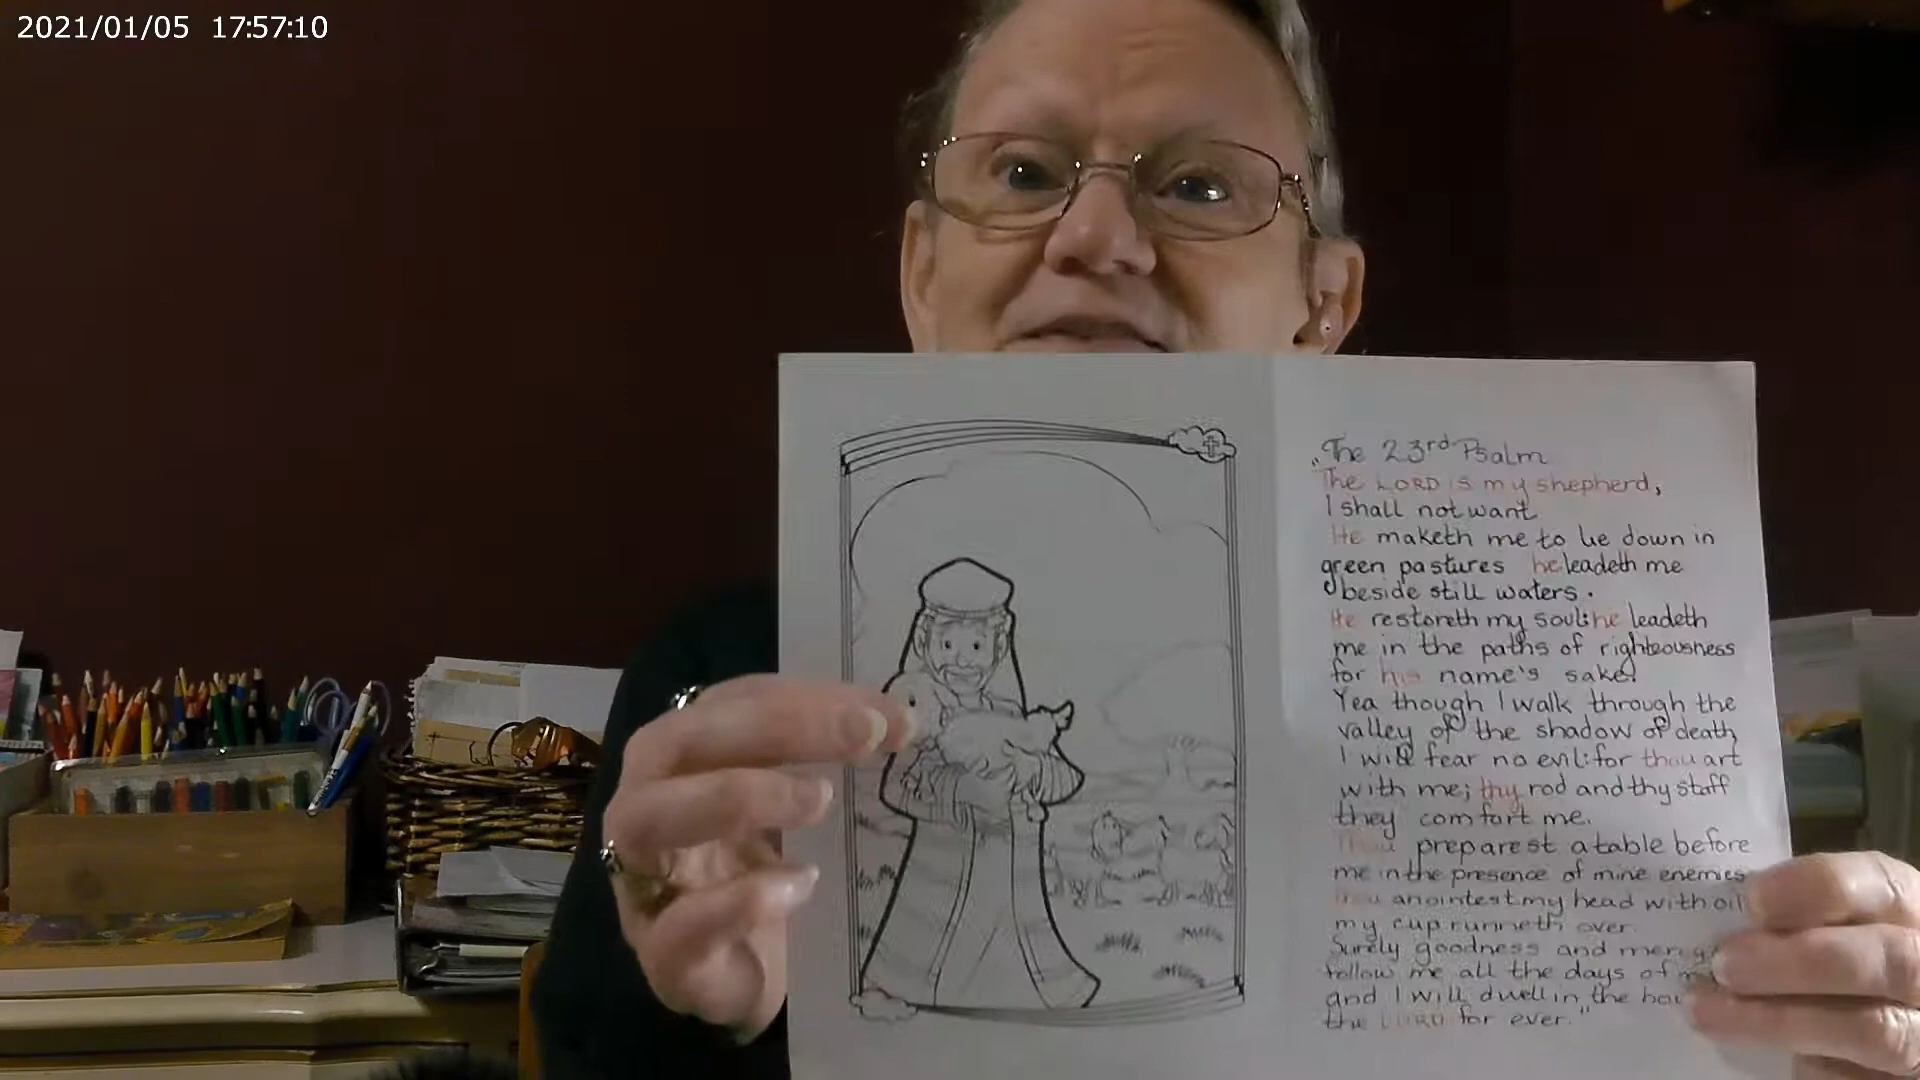 2021/01/05 17:57:10
"The 23rd Psalm
The LORD is my shepherd,
I shall not want
He maketh me to lie down in
green pastures he leadeth me
beside still waters.
He restoreth my soul: he leadeth
me in the paths of righteousness
for his name's sake.
Yea though I walk through the
valley of the shadow of death
I will fear no evil: for thou art
with me; thy rod and thy staff
they comfort me.
Thou preparest a table before
me in the presence of mine enemies
thou anointest my head with oil
my cup runneth over.
Surely goodness and mercy
follow me all the days of
and I will dwell in the
the LORD for ever."